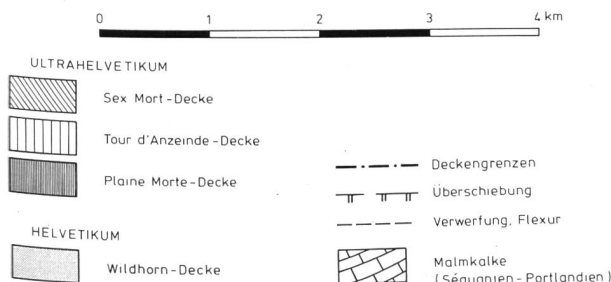 0 1 2 3 4 km
ULTRAHELVETIKUM
Sex Mort-Decke
Tour d'Anzeinde-Decke
Plaine Morte-Decke
HELVETIKUM
Wildhorn-Decke
Deckengrenzen
Überschiebung
Verwerfung, Flexur
Malmkalke
(Séquanien-Portlandien)